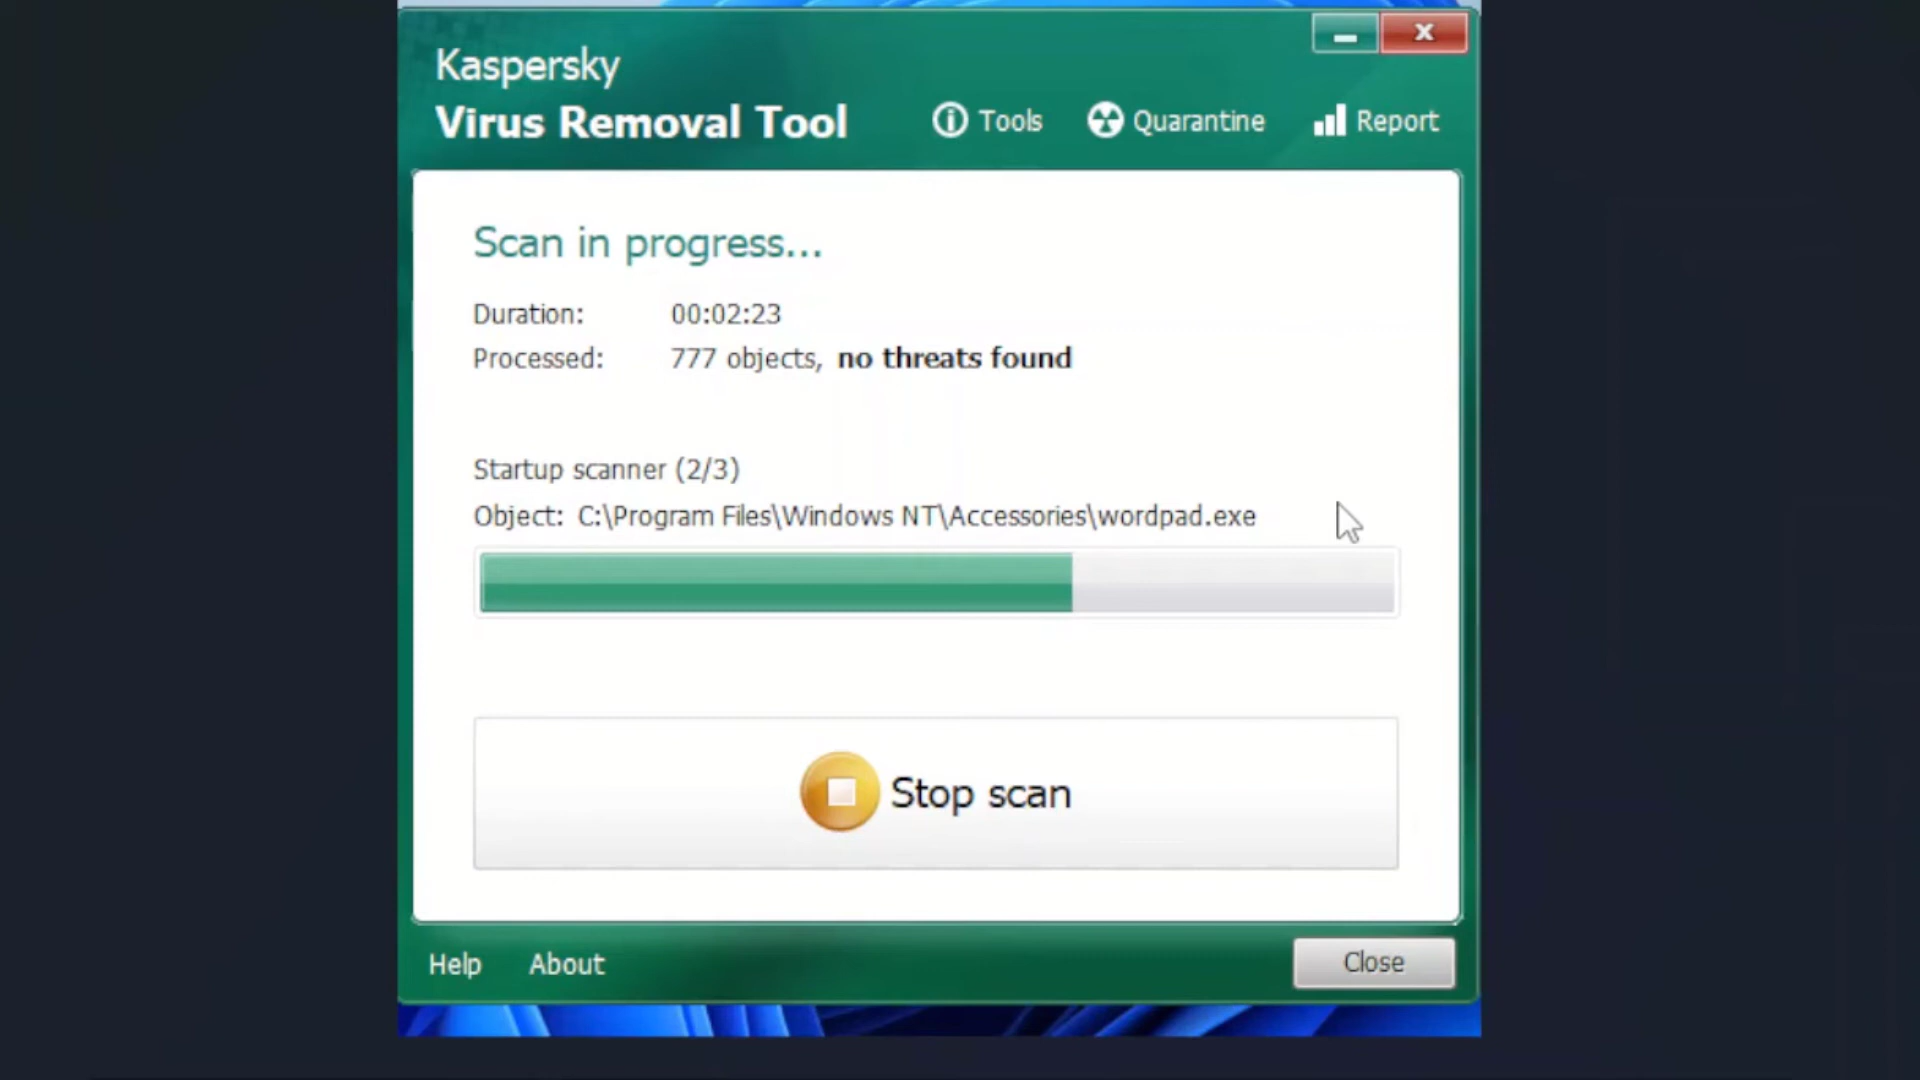 Kaspersky
Virus Removal Tool
Tools
Quarantine
Report
Scan in progress...
Duration: 00:02:23
Processed: 777 objects, no threats found
Startup scanner (2/3)
Object: C:\Program Files\Windows NT\Accessories\wordpad.exe
Stop scan
Help
About
Close